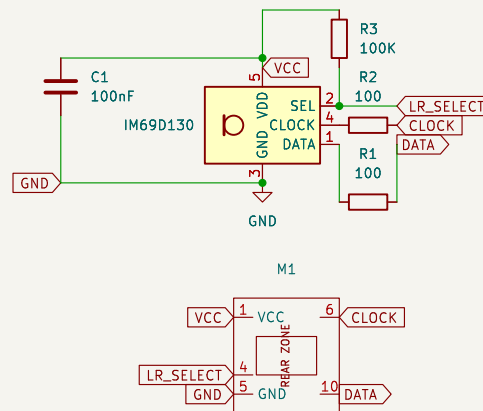 R3
100K
C1
100nF
VCC
5
VDD
R2
100
SEL
2
LR_SELECT
IM69D130
CLOCK
4
CLOCK
GND
DATA
1
DATA
3
R1
100
GND
GND
M1
VCC
1
VCC
6
CLOCK
REAR ZONE
LR_SELECT
4
GND
5
GND
10
DATA